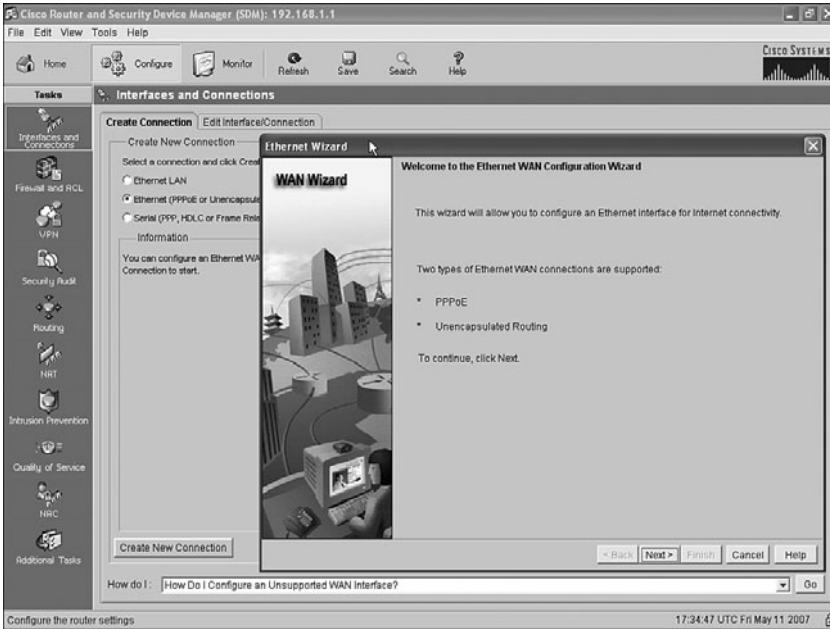 Cisco Router and Security Device Manager (SDM): 192.168.1.1
File Edit View Tools Help
Home
Configure
Monitor
Refresh
Save
Search
Help
CISCO SYSTEMS
Tasks
Interfaces and Connections
Interfaces and Connections
Firewall and ACL
VPN
Security Audit
Routing
NAT
Intrusion Prevention
Quality of Service
NAC
Additional Tasks
Create Connection
Edit Interface/Connection
Create New Connection
Select a connection and click Crea
Ethernet LAN
Ethernet (PPPoE or Unencapsule
Serial (PPP, HDLC or Frame Rela
Information
You can configure an Ethernet WA
Connection to start.
Create New Connection
Ethernet Wizard
WAN Wizard
Welcome to the Ethernet WAN Configuration Wizard
This wizard will allow you to configure an Ethernet interface for Internet connectivity.
Two types of Ethernet WAN connections are supported:
* PPPoE
* Unencapsulated Routing
To continue, click Next.
< Back
Next >
Finish
Cancel
Help
How do I : How Do I Configure an Unsupported WAN Interface?
Go
Configure the router settings
17:34:47 UTC Fri May 11 2007